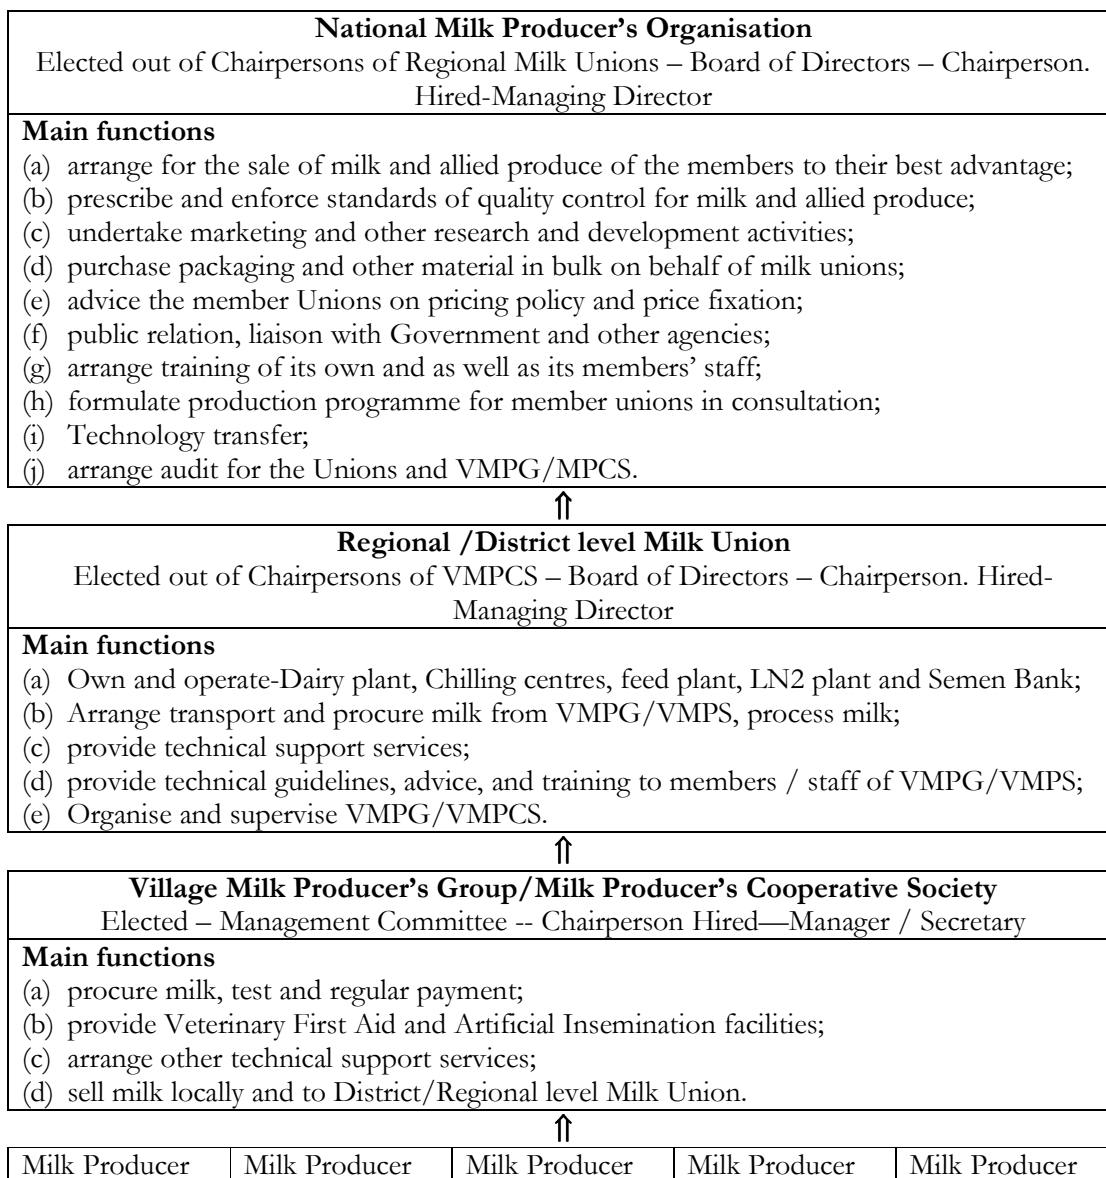 National Milk Producer’s Organisation
Elected out of Chairpersons of Regional Milk Unions – Board of Directors – Chairperson.
Hired-Managing Director
Main functions
(a) arrange for the sale of milk and allied produce of the members to their best advantage;
(b) prescribe and enforce standards of quality control for milk and allied produce;
(c) undertake marketing and other research and development activities;
(d) purchase packaging and other material in bulk on behalf of milk unions;
(e) advice the member Unions on pricing policy and price fixation;
(f) public relation, liaison with Government and other agencies;
(g) arrange training of its own and as well as its members’ staff;
(h) formulate production programme for member unions in consultation;
(i) Technology transfer;
(j) arrange audit for the Unions and VMPG/MPCS.
⇑
Regional /District level Milk Union
Elected out of Chairpersons of VMPCS – Board of Directors – Chairperson. Hired-
Managing Director
Main functions
(a) Own and operate-Dairy plant, Chilling centres, feed plant, LN2 plant and Semen Bank;
(b) Arrange transport and procure milk from VMPG/VMPS, process milk;
(c) provide technical support services;
(d) provide technical guidelines, advice, and training to members / staff of VMPG/VMPS;
(e) Organise and supervise VMPG/VMPCS.
⇑
Village Milk Producer’s Group/Milk Producer’s Cooperative Society
Elected – Management Committee -- Chairperson Hired—Manager / Secretary
Main functions
(a) procure milk, test and regular payment;
(b) provide Veterinary First Aid and Artificial Insemination facilities;
(c) arrange other technical support services;
(d) sell milk locally and to District/Regional level Milk Union.
⇑
Milk Producer Milk Producer Milk Producer Milk Producer Milk Producer